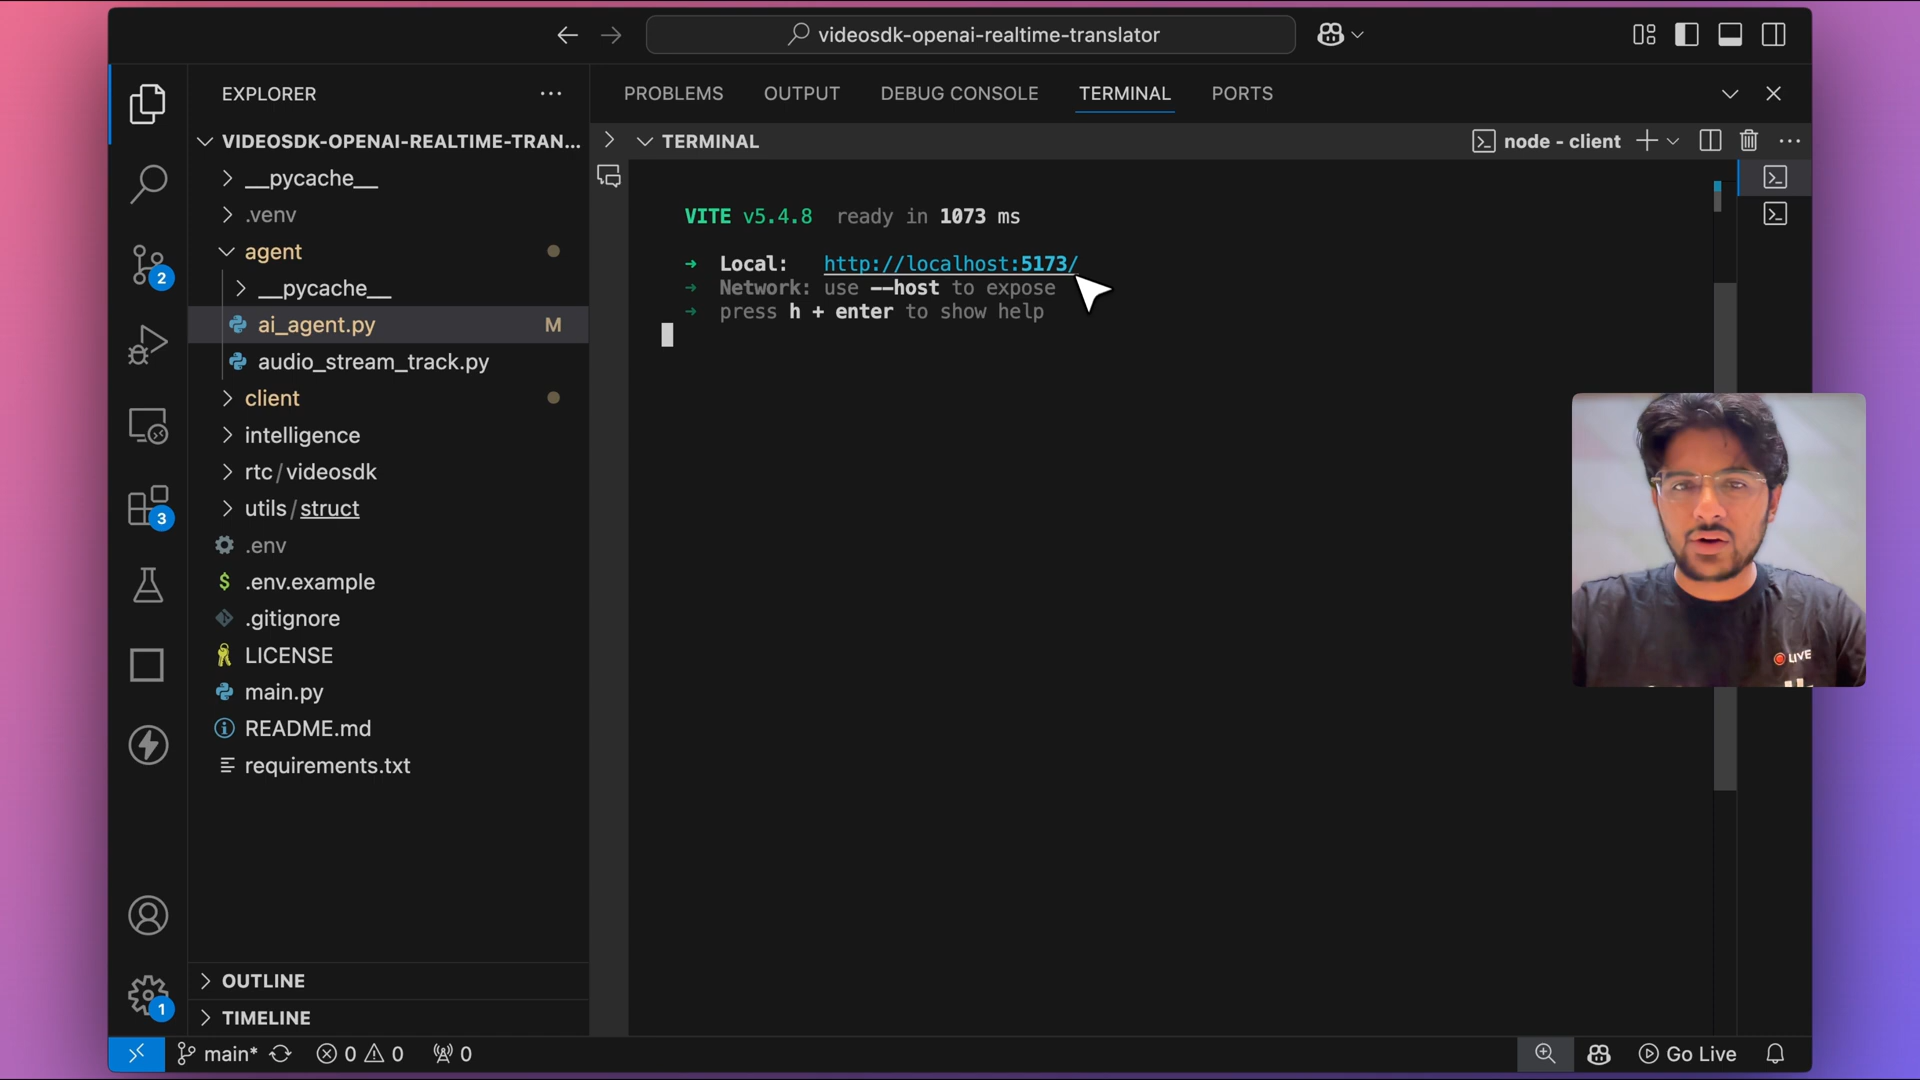 videosdk-openai-realtime-translator
EXPLORER
VIDEOSDK-OPENAI-REALTIME-TRAN...
__pycache__
.venv
agent
__pycache__
ai_agent.py M
audio_stream_track.py
client
intelligence
rtc/videosdk
utils/struct
.env
.env.example
.gitignore
LICENSE
main.py
README.md
requirements.txt
OUTLINE
TIMELINE
2
3
1
PROBLEMS OUTPUT DEBUG CONSOLE TERMINAL PORTS
TERMINAL
node - client
VITE v5.4.8 ready in 1073 ms
➜ Local: http://localhost:5173/
➜ Network: use --host to expose
➜ press h + enter to show help
LIVE
main* 0 0 0 Go Live